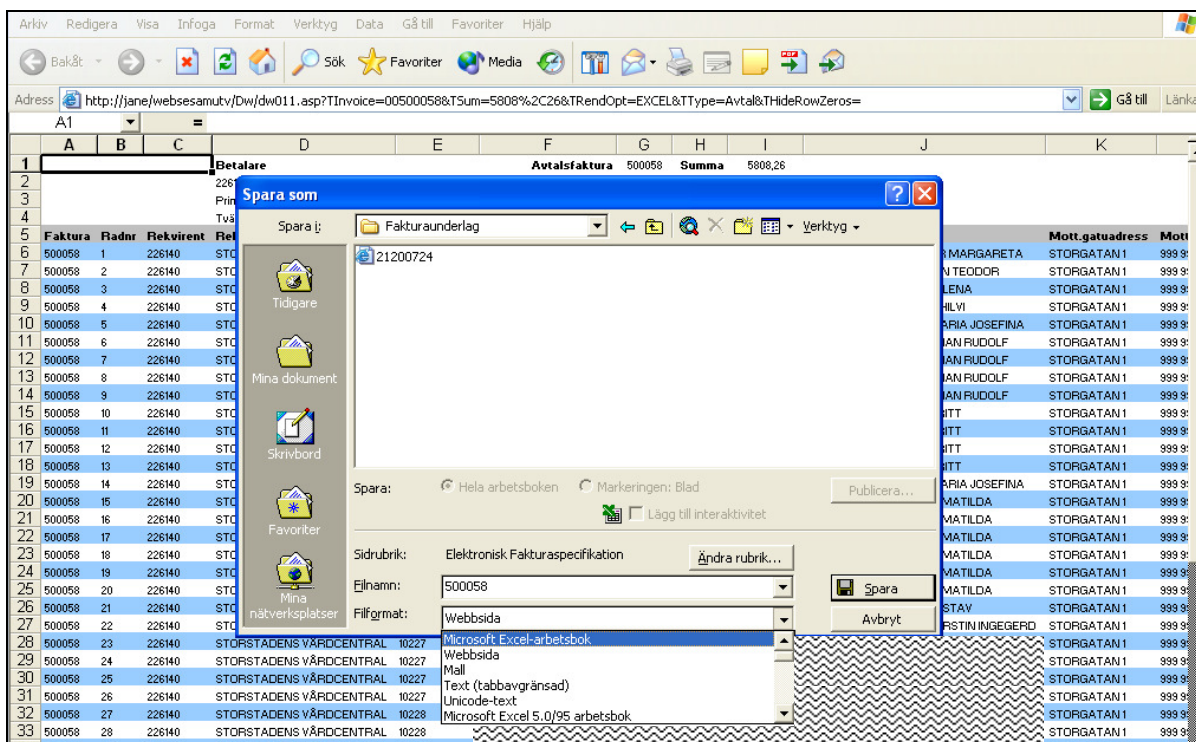 Arkiv Redigera Visa Infoga Format Verktyg Data Gå till Favoriter Hjälp
Bakåt Sök Favoriter Media
Adress http://jane/websesamutv/Dw/dw011.asp?TInvoice=00500058&TSum=5808%2C26&TRendOpt=EXCEL&TType=Avtal&THideRowZeros= Gå till
A1 =
A B C D E F G H I J K
1 Betalare Avtalsfaktura 500058 Summa 5808,26
2
3
4
5 Faktura Radnr Rekvirent Mott.gatuadress
6 500058 1 226140 MARGARETA STORGATAN 1
7 500058 2 226140 TEODOR STORGATAN 1
8 500058 3 226140 STORGATAN 1
9 500058 4 226140 STORGATAN 1
10 500058 5 226140 JOSEFINA STORGATAN 1
11 500058 6 226140 RUDOLF STORGATAN 1
12 500058 7 226140 RUDOLF STORGATAN 1
13 500058 8 226140 RUDOLF STORGATAN 1
14 500058 9 226140 RUDOLF STORGATAN 1
15 500058 10 226140 STORGATAN 1
16 500058 11 226140 STORGATAN 1
17 500058 12 226140 STORGATAN 1
18 500058 13 226140 STORGATAN 1
19 500058 14 226140 JOSEFINA STORGATAN 1
20 500058 15 226140 MATILDA STORGATAN 1
21 500058 16 226140 MATILDA STORGATAN 1
22 500058 17 226140 MATILDA STORGATAN 1
23 500058 18 226140 MATILDA STORGATAN 1
24 500058 19 226140 MATILDA STORGATAN 1
25 500058 20 226140 MATILDA STORGATAN 1
26 500058 21 226140 STORGATAN 1
27 500058 22 226140 INGEGERD STORGATAN 1
28 500058 23 226140 STORSTADENS VÅRDCENTRAL 10227 STORGATAN 1
29 500058 24 226140 STORSTADENS VÅRDCENTRAL 10227 STORGATAN 1
30 500058 25 226140 STORSTADENS VÅRDCENTRAL 10227 STORGATAN 1
31 500058 26 226140 STORSTADENS VÅRDCENTRAL 10227 STORGATAN 1
32 500058 27 226140 STORSTADENS VÅRDCENTRAL 10228 STORGATAN 1
33 500058 28 226140 STORSTADENS VÅRDCENTRAL 10228 STORGATAN 1
Spara som
Spara i: Fakturaunderlag Verktyg
21200724
Tidigare
Mina dokument
Skrivbord
Favoriter
Mina nätverksplatser
Spara: Hela arbetsboken Markeringen: Blad Publicera...
Lägg till interaktivitet
Sidrubrik: Elektronisk Fakturaspecifikation Ändra rubrik...
Filnamn: 500058 Spara
Filformat: Webbsida Avbryt
Microsoft Excel-arbetsbok
Webbsida
Mall
Text (tabbavgränsad)
Unicode-text
Microsoft Excel 5.0/95 arbetsbok